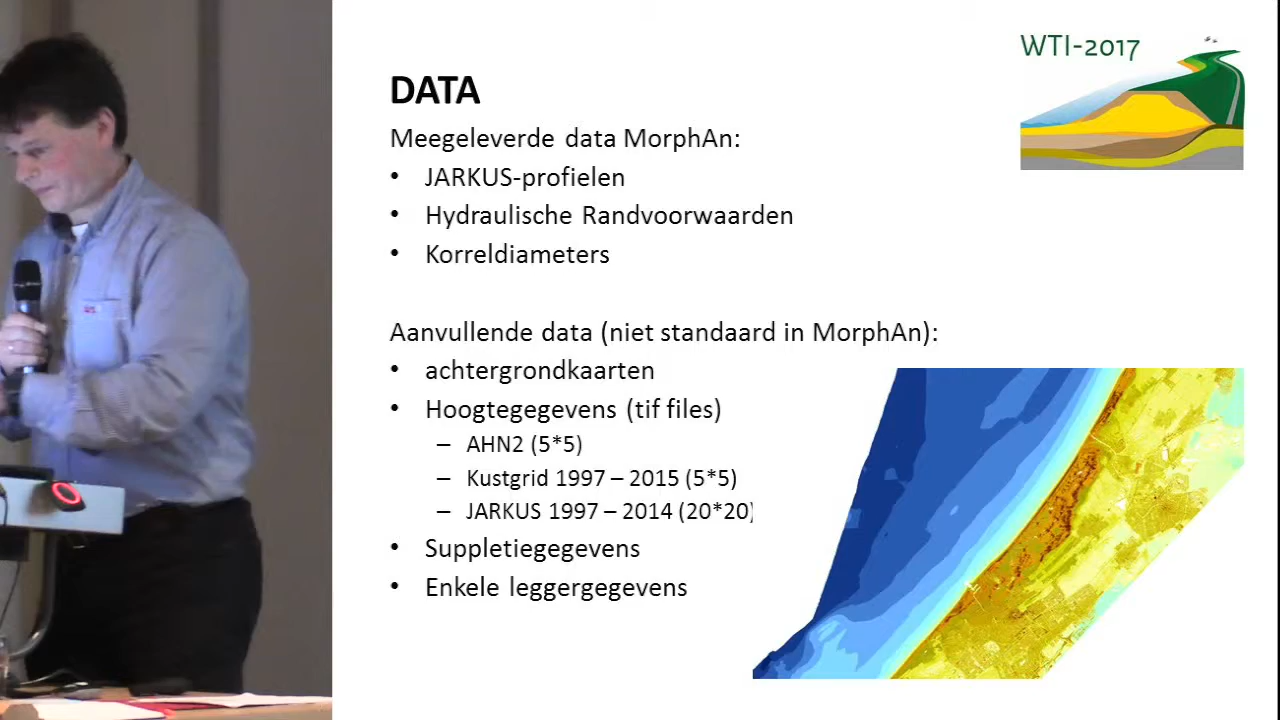 WTI-2017
DATA
Meegeleverde data MorphAn:
• JARKUS-profielen
• Hydraulische Randvoorwaarden
• Korreldiameters
Aanvullende data (niet standaard in MorphAn):
• achtergrondkaarten
• Hoogtegegevens (tif files)
– AHN2 (5*5)
– Kustgrid 1997 – 2015 (5*5)
– JARKUS 1997 – 2014 (20*20)
• Suppletiegegevens
• Enkele leggergegevens